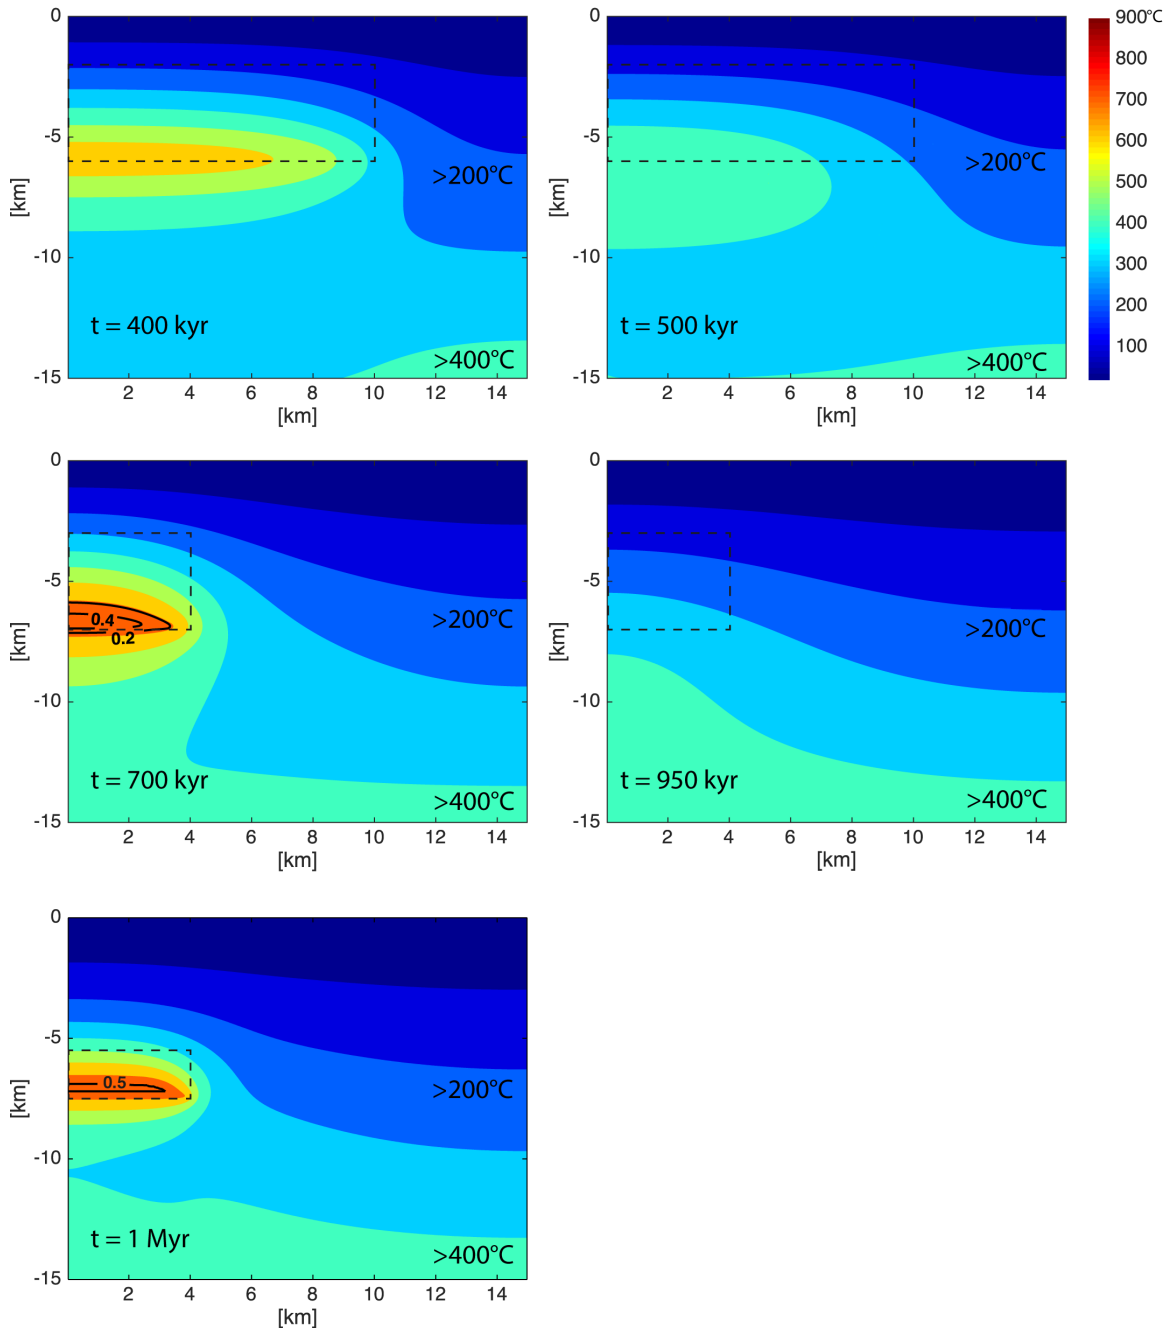 0
-5
-10
-15
[km]
2
4
6
8
10
12
14
[km]
>200°C
>400°C
t = 400 kyr
0
-5
-10
-15
[km]
2
4
6
8
10
12
14
[km]
>200°C
>400°C
t = 500 kyr
900°C
800
700
600
500
400
300
200
100
0
-5
-10
-15
[km]
2
4
6
8
10
12
14
[km]
0.4
0.2
>200°C
t = 700 kyr
>400°C
0
-5
-10
-15
[km]
2
4
6
8
10
12
14
[km]
>200°C
t = 950 kyr
>400°C
0
-5
-10
-15
[km]
2
4
6
8
10
12
14
[km]
0.5
>200°C
t = 1 Myr
>400°C